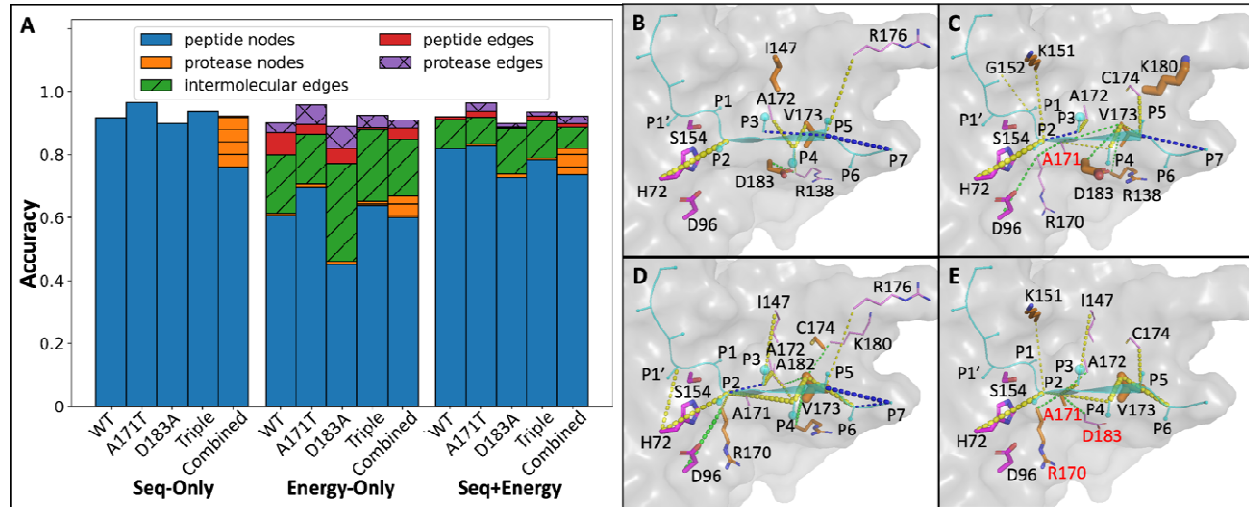 A
peptide nodes
protease nodes
intermolecular edges
peptide edges
protease edges
Accuracy
1.0
0.8
0.6
0.4
0.2
0
WT
A171T
D183A
Triple
Combined
WT
A171T
D183A
Triple
Combined
WT
A171T
D183A
Triple
Combined
Seq-Only
Energy-Only
Seq+Energy
B
R176
I147
A172
P1
P3
V173
P5
P1′
S154
P2
P4
P7
D183
P6
H72
R138
D96
C
K151
K180
G152
C174
P1
A172
P5
P1′
P3
V173
S154
P2
P7
A171
P4
P6
H72
D183
R138
D96
R170
D
R176
I147
C174
K180
P1
A172
P3
A182
P5
P1′
P2
S154
A171
V173
P7
H72
P4
P6
D96
R170
E
K151
I147
C174
P1
P3
A172
P5
P1′
P2
S154
P4
V173
A171
P6
H72
D183
D96
R170